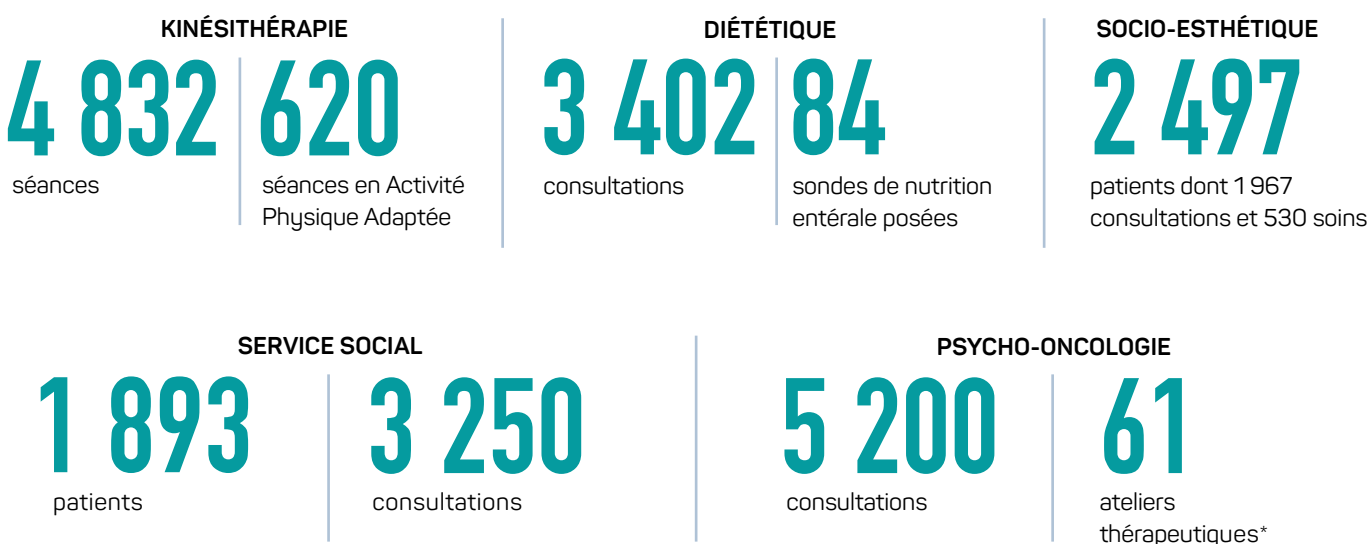 KINÉSITHÉRAPIE
4 832
séances
620
séances en Activité
Physique Adaptée
DIÉTÉTIQUE
3 402
consultations
84
sondes de nutrition
entérale posées
SOCIO-ESTHÉTIQUE
2 497
patients dont 1 967
consultations et 530 soins
SERVICE SOCIAL
1 893
patients
3 250
consultations
PSYCHO-ONCOLOGIE
5 200
consultations
61
ateliers
thérapeutiques*